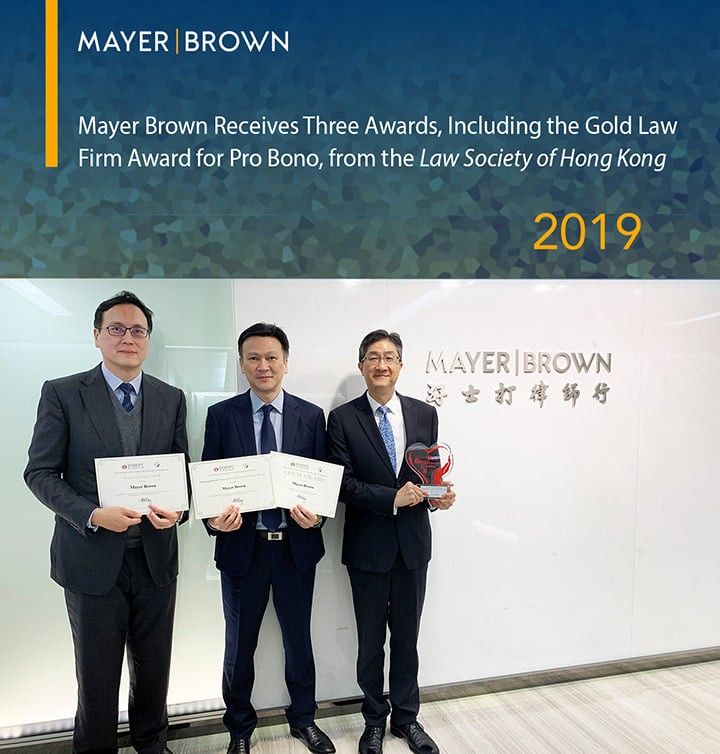 MAYER|BROWN
Mayer Brown Receives Three Awards, Including the Gold Law
Firm Award for Pro Bono, from the Law Society of Hong Kong
2019
MAYER|BROWN
孖士打律師行
Mayer Brown
Mayer Brown
GOLD AWARD
Mayer Brown